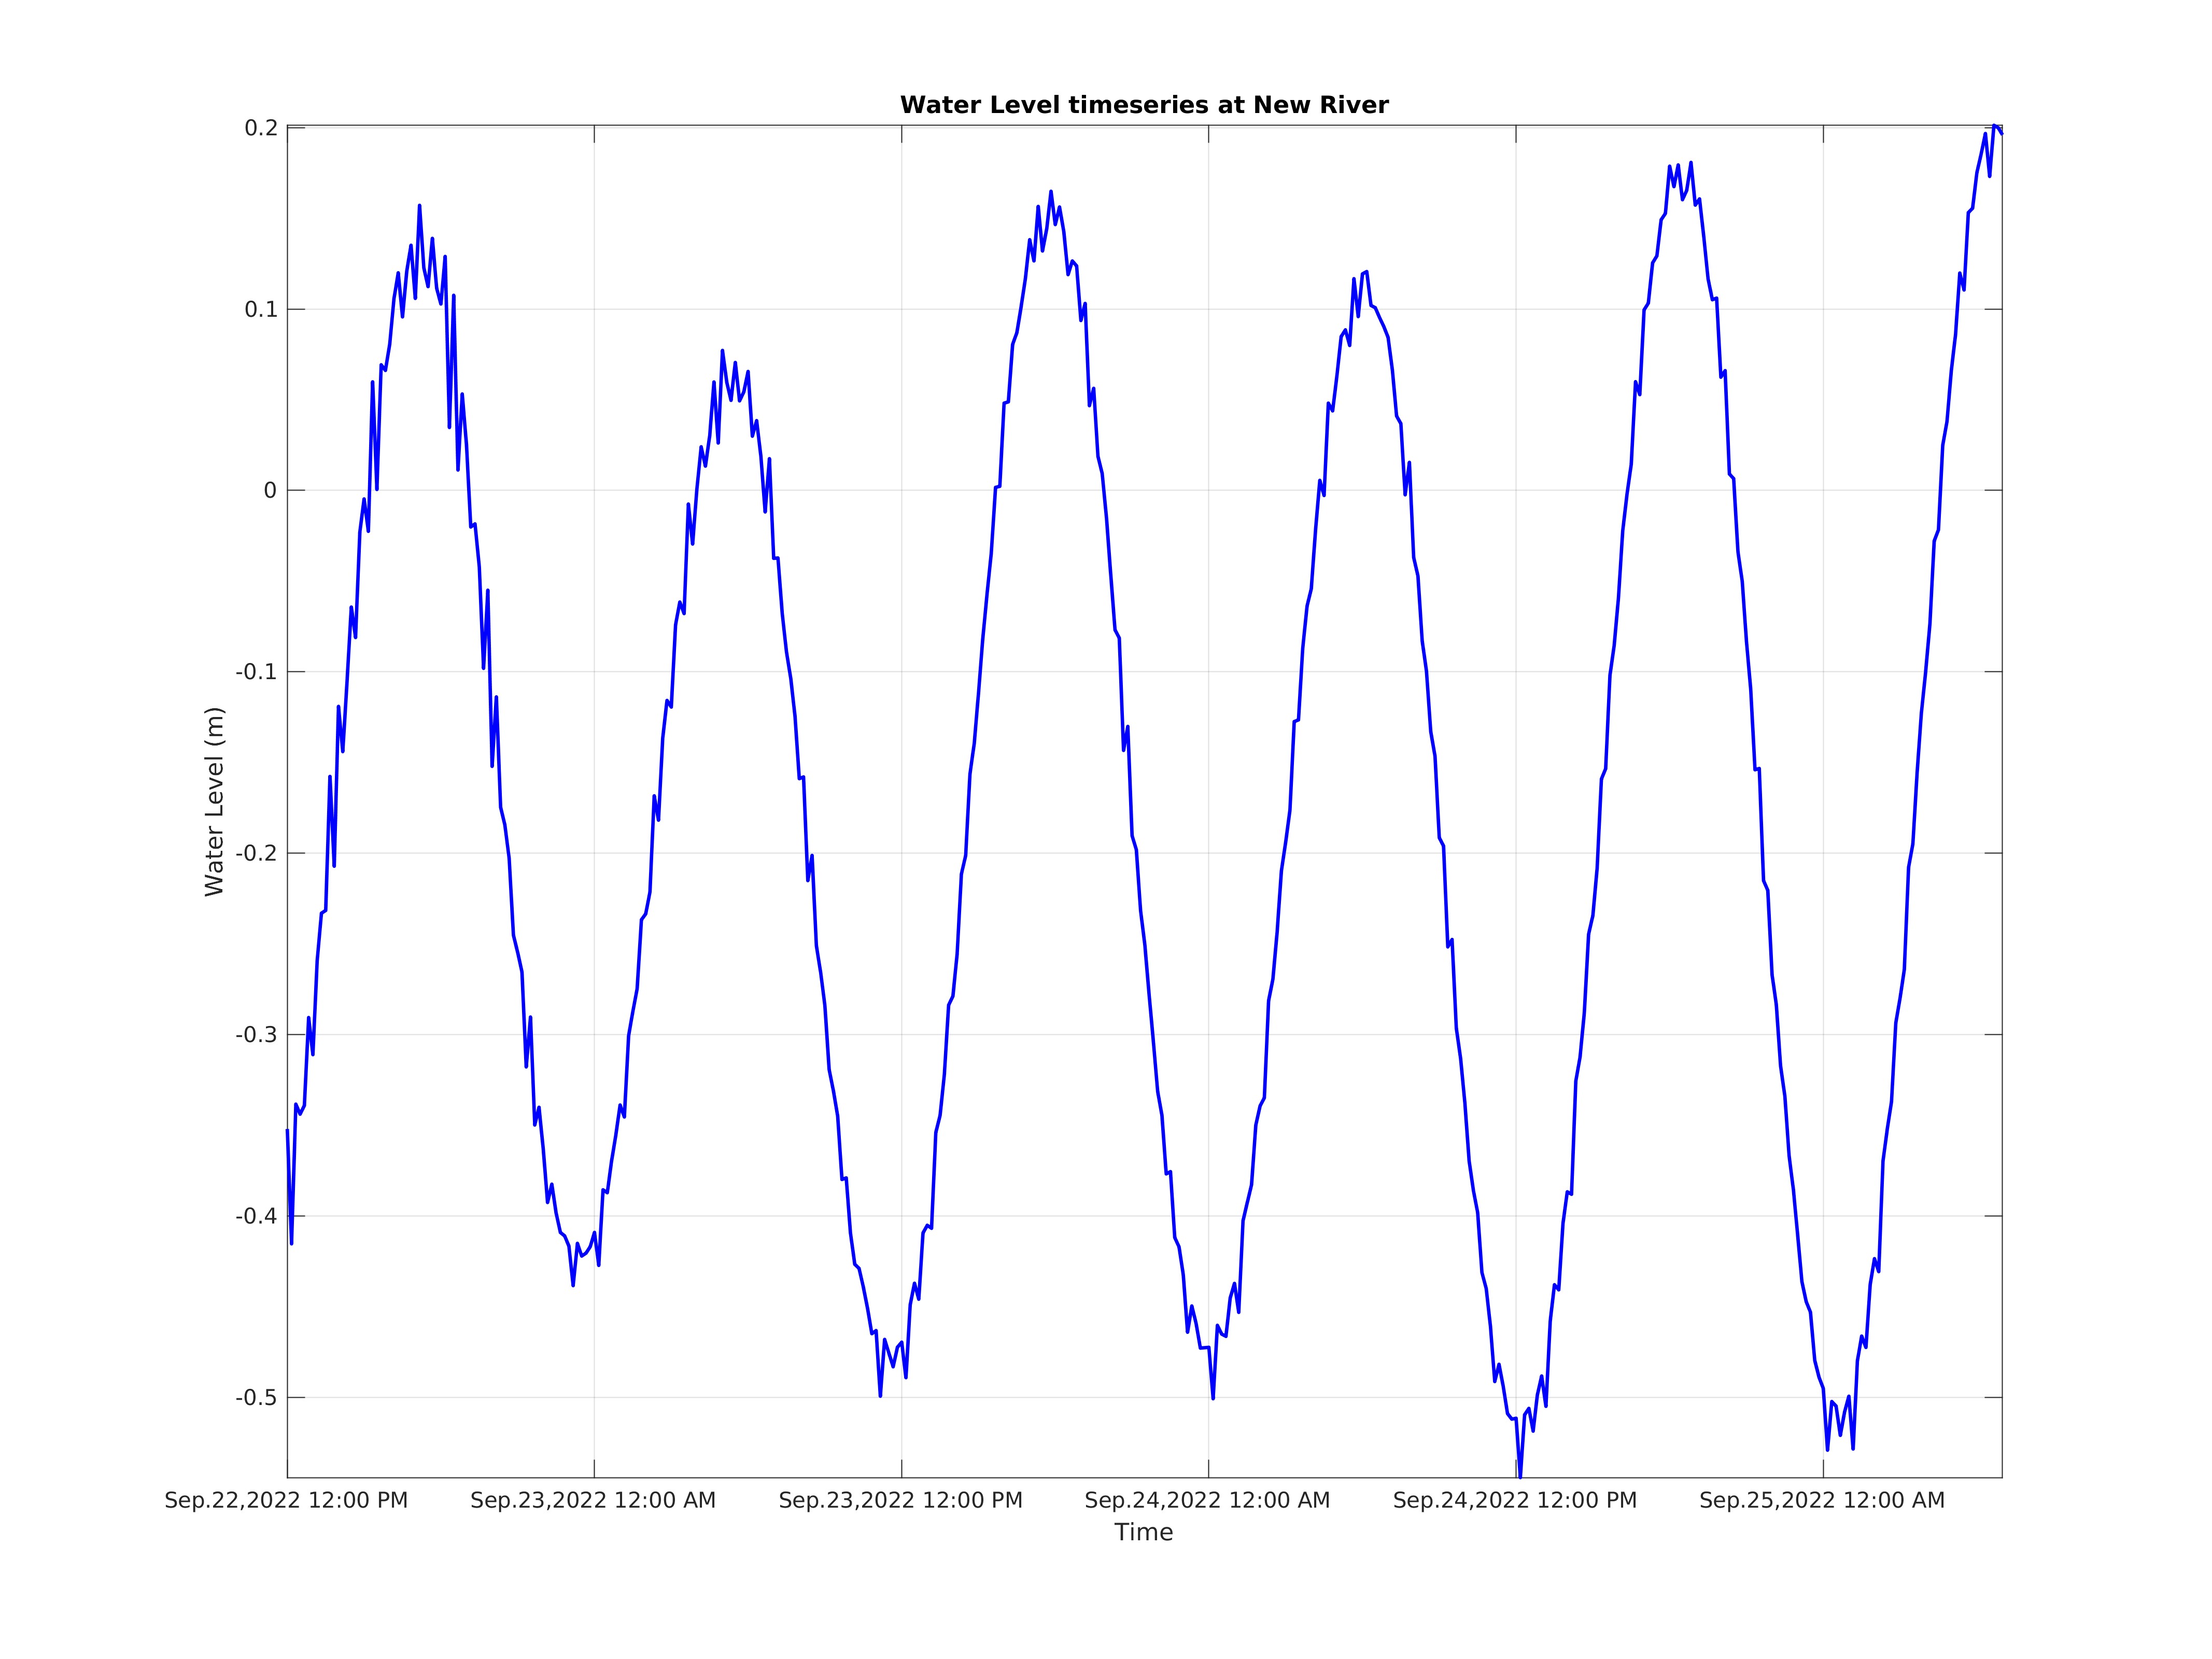 Water Level timeseries at New River
0.2
0.1
0
-0.1
-0.2
-0.3
-0.4
-0.5
Water Level (m)
Sep.22,2022 12:00 PM
Sep.23,2022 12:00 AM
Sep.23,2022 12:00 PM
Sep.24,2022 12:00 AM
Sep.24,2022 12:00 PM
Sep.25,2022 12:00 AM
Time